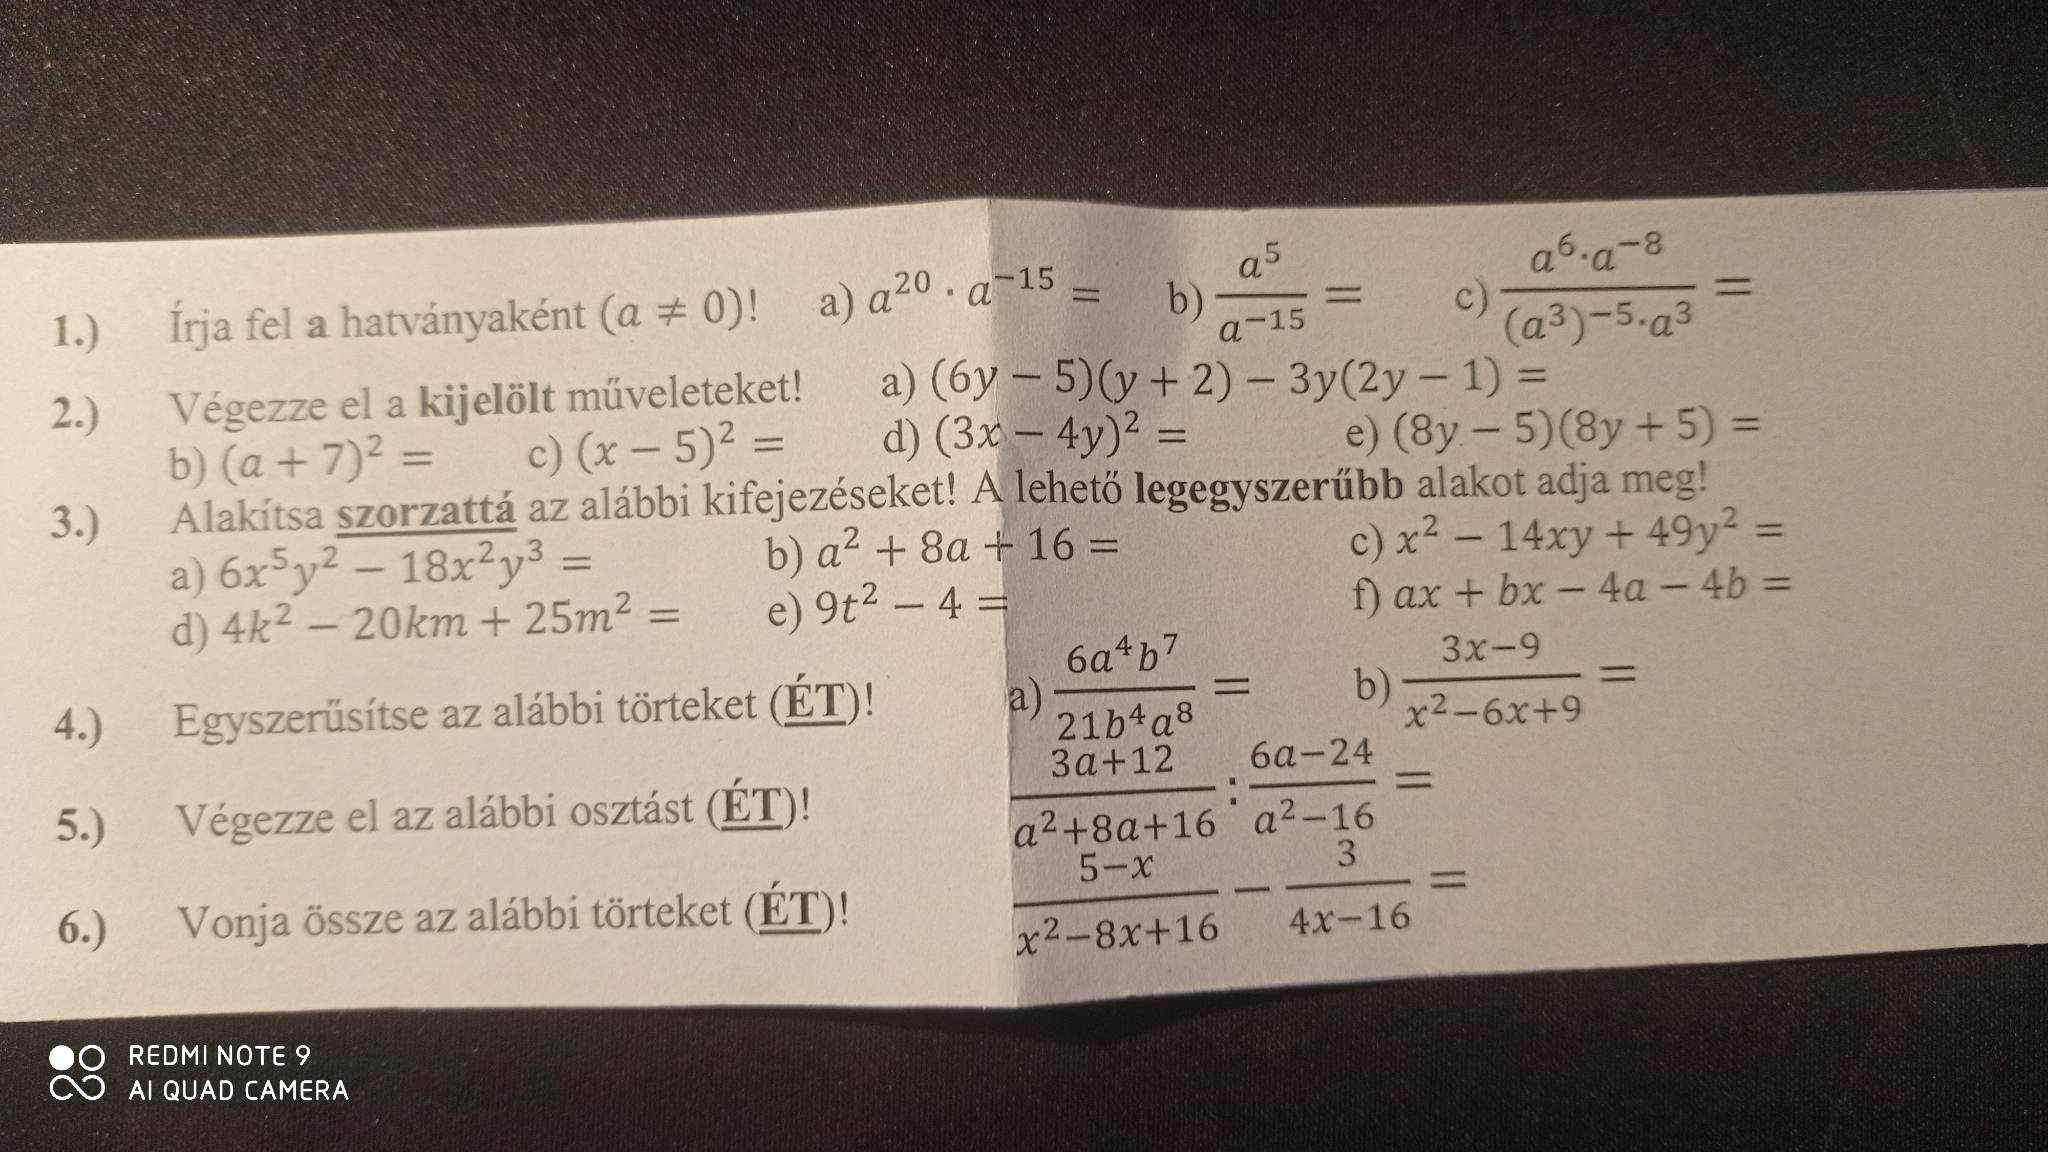 1.) Írja fel a hatványaként (a ≠ 0)! a) a²⁰ · a⁻¹⁵ = b) a⁵/a⁻¹⁵ = c) (a⁶·a⁻⁸)/((a³)⁻⁵·a³) =
2.) Végezze el a kijelölt műveleteket! a) (6y − 5)(y + 2) − 3y(2y − 1) =
b) (a + 7)² = c) (x − 5)² = d) (3x − 4y)² = e) (8y − 5)(8y + 5) =
3.) Alakítsa szorzattá az alábbi kifejezéseket! A lehető legegyszerűbb alakot adja meg!
a) 6x⁵y² − 18x²y³ = b) a² + 8a + 16 = c) x² − 14xy + 49y² =
d) 4k² − 20km + 25m² = e) 9t² − 4 = f) ax + bx − 4a − 4b =
4.) Egyszerűsítse az alábbi törteket (ÉT)! a) 6a⁴b⁷/21b⁴a⁸ = b) (3x−9)/(x²−6x+9) =
5.) Végezze el az alábbi osztást (ÉT)! (3a+12)/(a²+8a+16) : (6a−24)/(a²−16) =
6.) Vonja össze az alábbi törteket (ÉT)! (5−x)/(x²−8x+16) − 3/(4x−16) =
REDMI NOTE 9
AI QUAD CAMERA